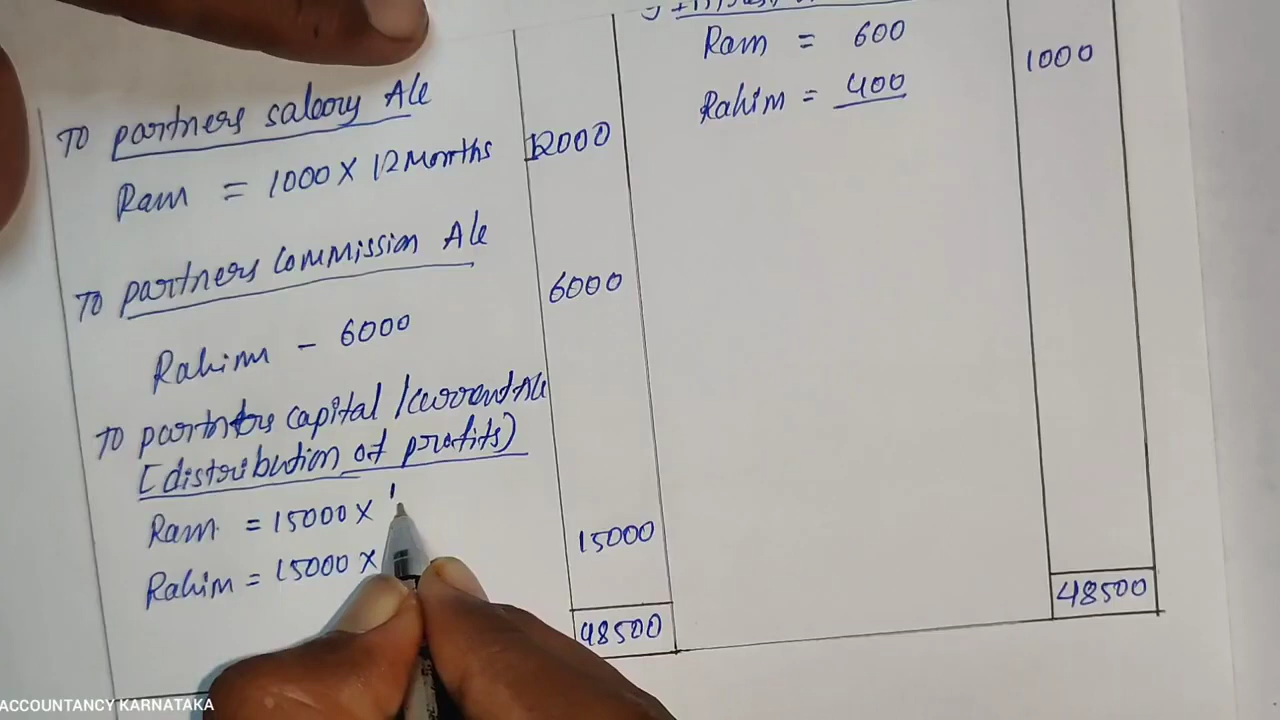 Ram = 600
Rahim = 400
1000
To partners salary A/c
Ram = 1000 X 12 Months
12000
To partners Commission A/c
Rahim - 6000
6000
To partners capital / current A/c
[distribution of profits)
Ram = 15000 X 1
Rahim = 15000 X
15000
48500
48500
ACCOUNTANCY KARNATAKA